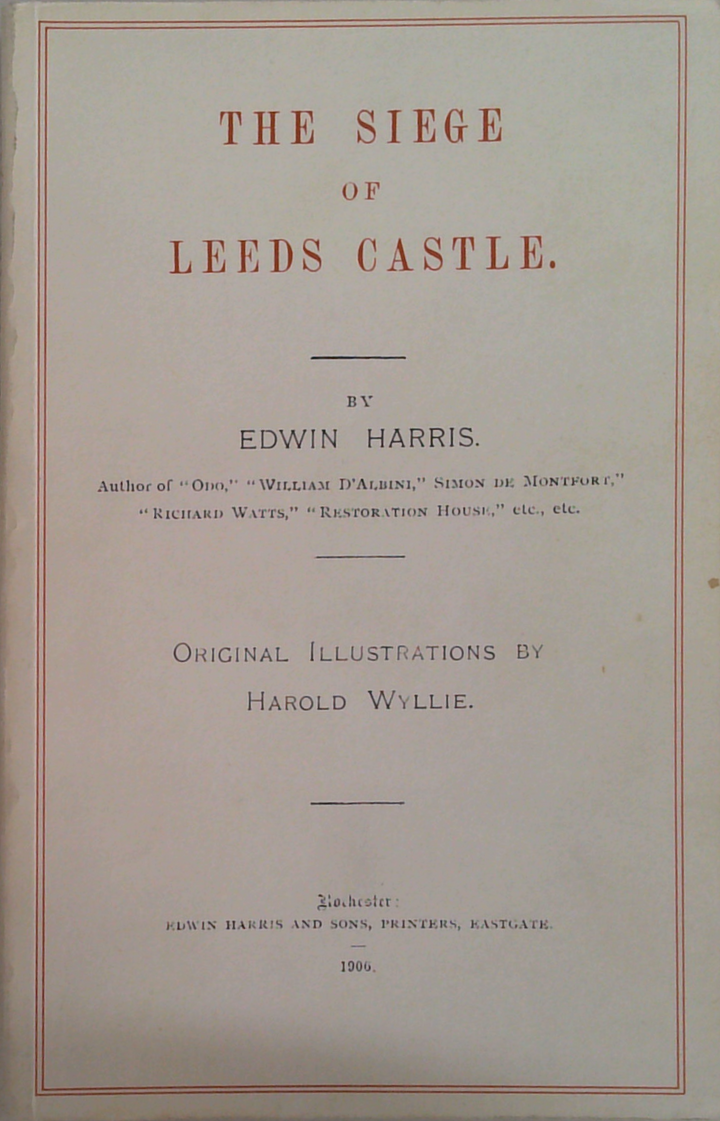 THE SIEGE
OF
LEEDS CASTLE.
BY
EDWIN HARRIS.
Author of "ODO," "WILLIAM D'ALBINI," SIMON DE MONTFORT,"
"RICHARD WATTS," "RESTORATION HOUSE," etc., etc.
ORIGINAL ILLUSTRATIONS BY
HAROLD WYLLIE.
Rochester:
EDWIN HARRIS AND SONS, PRINTERS, EASTGATE.
1906.